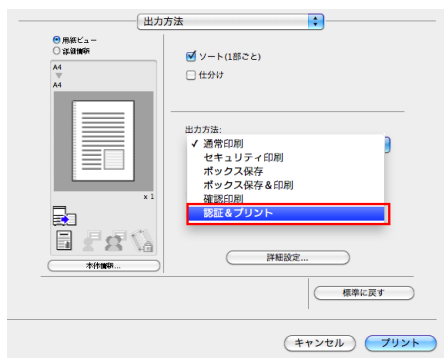 出力方法
用紙ビュー
詳細情報
A4
A4
x 1
本体情報...
ソート(1部ごと)
仕分け
出力方法:
✓ 通常印刷
セキュリティ印刷
ボックス保存
ボックス保存&印刷
確認印刷
認証&プリント
詳細設定...
標準に戻す
キャンセル
プリント